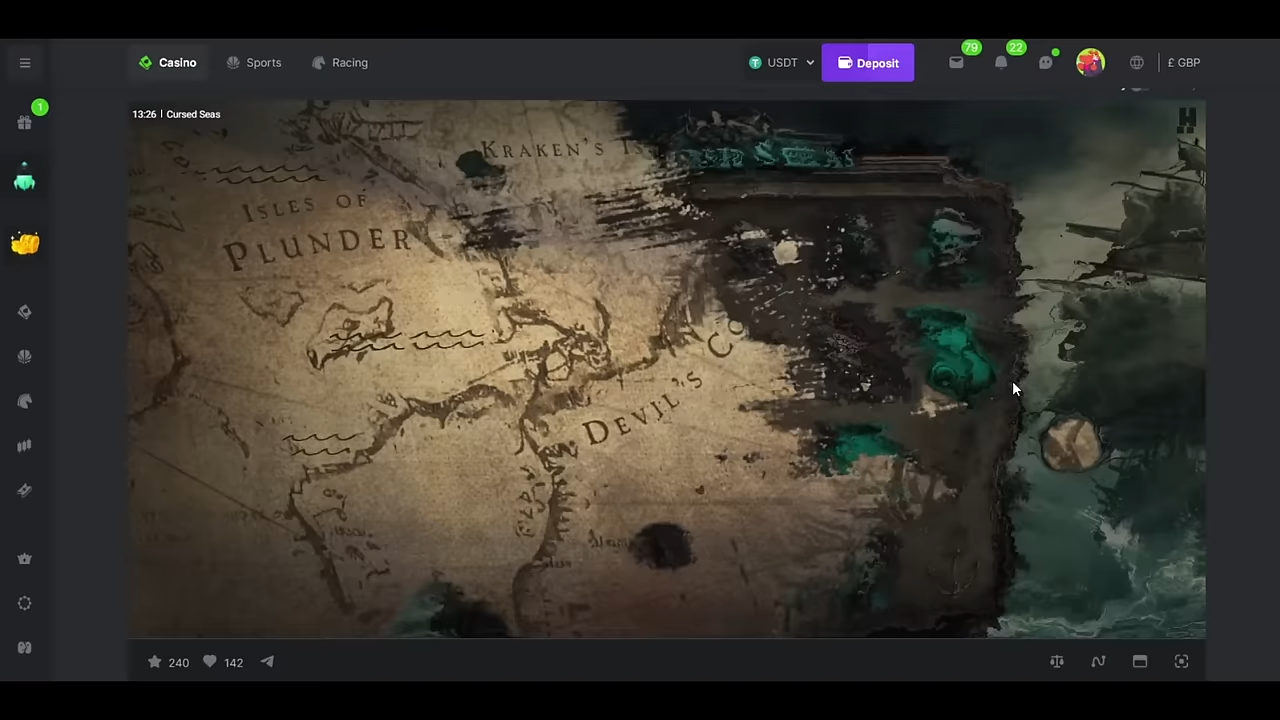 Casino
Sports
Racing
USDT
Deposit
79
22
£ GBP
1
13:26 | Cursed Seas
KRAKEN'S
ISLES OF
PLUNDER
DEVIL'S
240
142